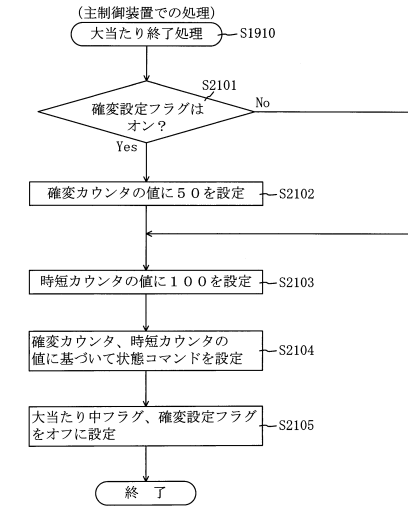 (主制御装置での処理)
大当たり終了処理
S1910
S2101
確変設定フラグは
オン?
No
Yes
確変カウンタの値に50を設定
S2102
時短カウンタの値に100を設定
S2103
確変カウンタ、時短カウンタの
値に基づいて状態コマンドを設定
S2104
大当たり中フラグ、確変設定フラグ
をオフに設定
S2105
終 了